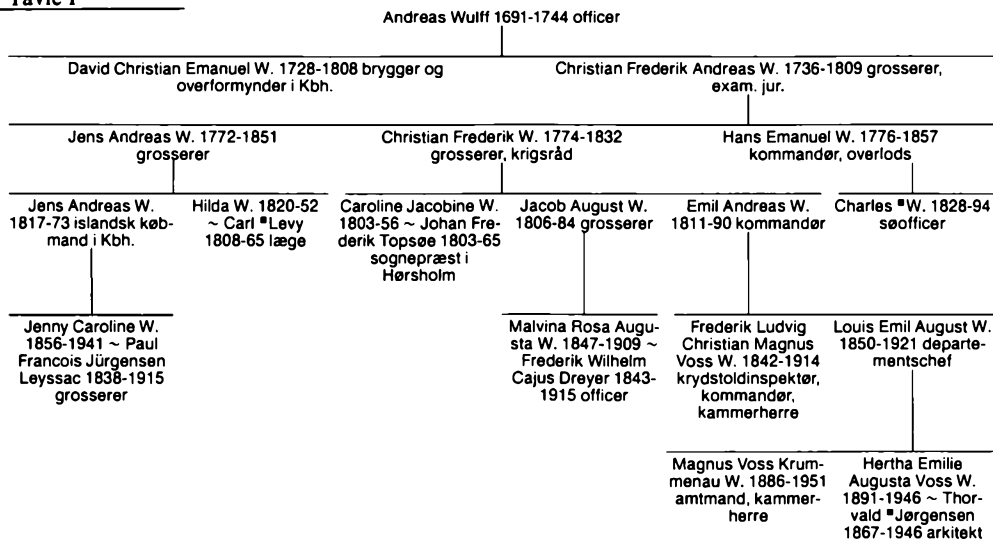 Tavle 1
Andreas Wulff 1691-1744 officer
David Christian Emanuel W. 1728-1808 brygger og
overformynder i Kbh.
Christian Frederik Andreas W. 1736-1809 grosserer,
exam. jur.
Jens Andreas W. 1772-1851
grosserer
Christian Frederik W. 1774-1832
grosserer, krigsråd
Hans Emanuel W. 1776-1857
kommandør, overlods
Jens Andreas W.
1817-73 islandsk køb-
mand i Kbh.
Hilda W. 1820-52
~ Carl ■Levy
1808-65 læge
Caroline Jacobine W.
1803-56 ~ Johan Fre-
derik Topsøe 1803-65
sognepræst i
Hørsholm
Jacob August W.
1806-84 grosserer
Emil Andreas W.
1811-90 kommandør
Charles ■W. 1828-94
søofficer
Jenny Caroline W.
1856-1941 ~ Paul
Francois Jürgensen
Leyssac 1838-1915
grosserer
Malvina Rosa Augu-
sta W. 1847-1909 ~
Frederik Wilhelm
Cajus Dreyer 1843-
1915 officer
Frederik Ludvig
Christian Magnus
Voss W. 1842-1914
krydstoldinspektør,
kommandør,
kammerherre
Louis Emil August W.
1850-1921 departe-
mentschef
Magnus Voss Krum-
menau W. 1886-1951
amtmand, kammer-
herre
Hertha Emilie
Augusta Voss W.
1891-1946 ~ Thor-
vald ■Jørgensen
1867-1946 arkitekt